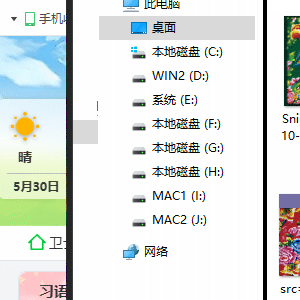 手机
晴
5月30日
卫士
习语
此电脑
桌面
本地磁盘 (C:)
WIN2 (D:)
系统 (E:)
本地磁盘 (F:)
本地磁盘 (G:)
本地磁盘 (H:)
MAC1 (I:)
MAC2 (J:)
网络
Sni
10-
src